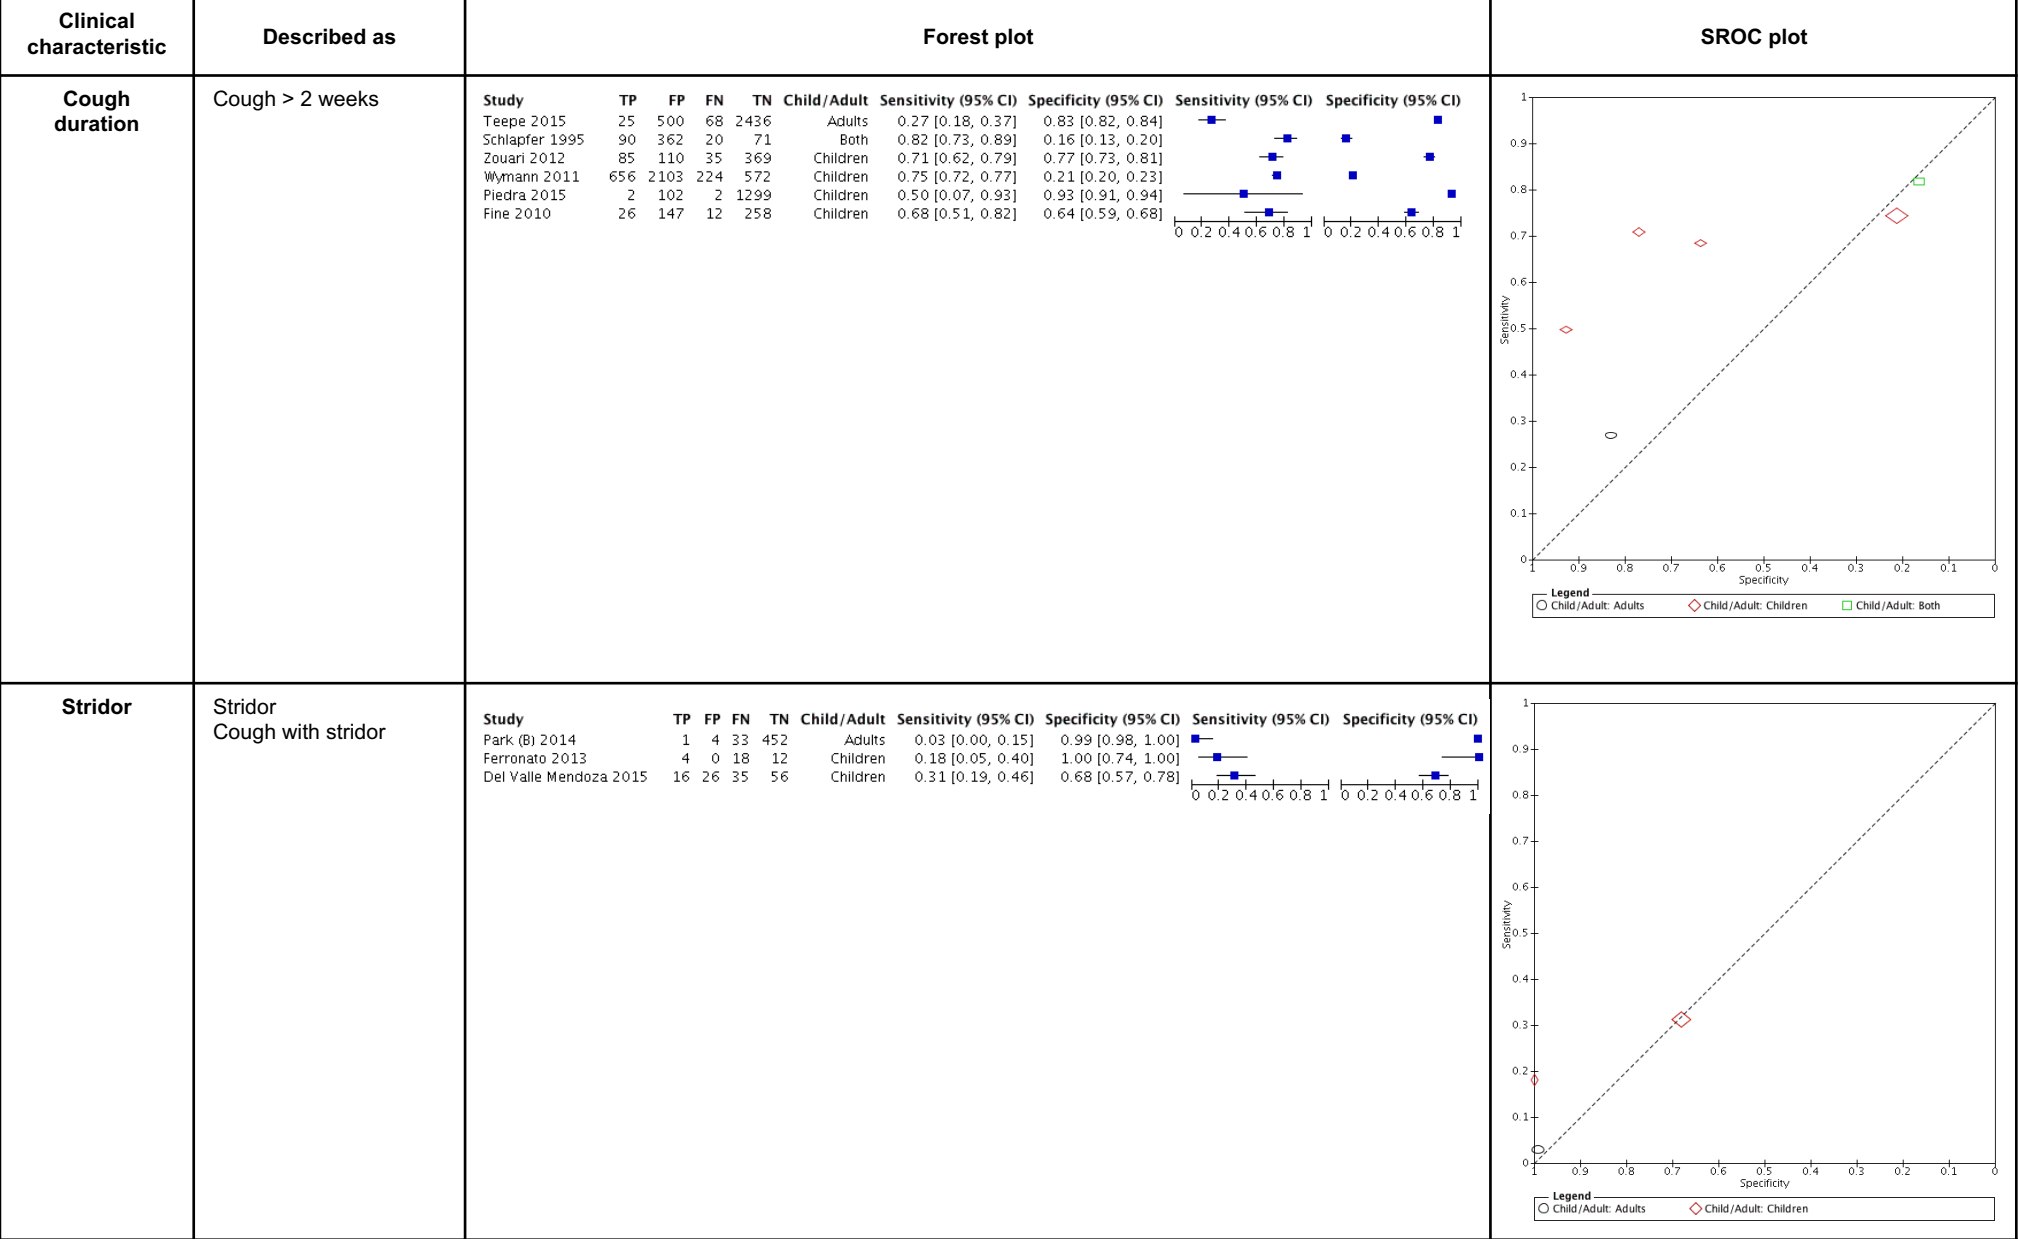 Clinical characteristic
Described as
Forest plot
SROC plot
Cough duration
Cough > 2 weeks
Study TP FP FN TN Child/Adult Sensitivity (95% CI) Specificity (95% CI) Sensitivity (95% CI) Specificity (95% CI)
Teepe 2015 25 500 68 2436 Adults 0.27 [0.18, 0.37] 0.83 [0.82, 0.84]
Schlapfer 1995 90 362 20 71 Both 0.82 [0.73, 0.89] 0.16 [0.13, 0.20]
Zouari 2012 85 110 35 369 Children 0.71 [0.62, 0.79] 0.77 [0.73, 0.81]
Wymann 2011 656 2103 224 572 Children 0.75 [0.72, 0.77] 0.21 [0.20, 0.23]
Piedra 2015 2 102 2 1299 Children 0.50 [0.07, 0.93] 0.93 [0.91, 0.94]
Fine 2010 26 147 12 258 Children 0.68 [0.51, 0.82] 0.64 [0.59, 0.68]
0 0.2 0.4 0.6 0.8 1 0 0.2 0.4 0.6 0.8 1
1
0.9
0.8
0.7
0.6
0.5
0.4
0.3
0.2
0.1
0
Sensitivity
1 0.9 0.8 0.7 0.6 0.5 0.4 0.3 0.2 0.1 0
Specificity
Legend
Child/Adult: Adults Child/Adult: Children Child/Adult: Both
Stridor
Stridor
Cough with stridor
Study TP FP FN TN Child/Adult Sensitivity (95% CI) Specificity (95% CI) Sensitivity (95% CI) Specificity (95% CI)
Park (B) 2014 1 4 33 452 Adults 0.03 [0.00, 0.15] 0.99 [0.98, 1.00]
Ferronato 2013 4 0 18 12 Children 0.18 [0.05, 0.40] 1.00 [0.74, 1.00]
Del Valle Mendoza 2015 16 26 35 56 Children 0.31 [0.19, 0.46] 0.68 [0.57, 0.78]
0 0.2 0.4 0.6 0.8 1 0 0.2 0.4 0.6 0.8 1
1
0.9
0.8
0.7
0.6
0.5
0.4
0.3
0.2
0.1
0
Sensitivity
1 0.9 0.8 0.7 0.6 0.5 0.4 0.3 0.2 0.1 0
Specificity
Legend
Child/Adult: Adults Child/Adult: Children